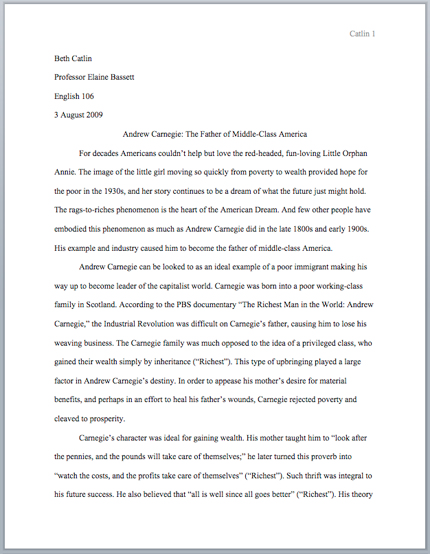 Catlin 1
Beth Catlin
Professor Elaine Bassett
English 106
3 August 2009
Andrew Carnegie: The Father of Middle-Class America
For decades Americans couldn’t help but love the red-headed, fun-loving Little Orphan
Annie. The image of the little girl moving so quickly from poverty to wealth provided hope for
the poor in the 1930s, and her story continues to be a dream of what the future just might hold.
The rags-to-riches phenomenon is the heart of the American Dream. And few other people have
embodied this phenomenon as much as Andrew Carnegie did in the late 1800s and early 1900s.
His example and industry caused him to become the father of middle-class America.
Andrew Carnegie can be looked to as an ideal example of a poor immigrant making his
way up to become leader of the capitalist world. Carnegie was born into a poor working-class
family in Scotland. According to the PBS documentary “The Richest Man in the World: Andrew
Carnegie,” the Industrial Revolution was difficult on Carnegie’s father, causing him to lose his
weaving business. The Carnegie family was much opposed to the idea of a privileged class, who
gained their wealth simply by inheritance (“Richest”). This type of upbringing played a large
factor in Andrew Carnegie’s destiny. In order to appease his mother’s desire for material
benefits, and perhaps in an effort to heal his father’s wounds, Carnegie rejected poverty and
cleaved to prosperity.
Carnegie’s character was ideal for gaining wealth. His mother taught him to “look after
the pennies, and the pounds will take care of themselves;” he later turned this proverb into
“watch the costs, and the profits take care of themselves” (“Richest”). Such thrift was integral to
his future success. He also believed that “all is well since all goes better” (“Richest”). His theory